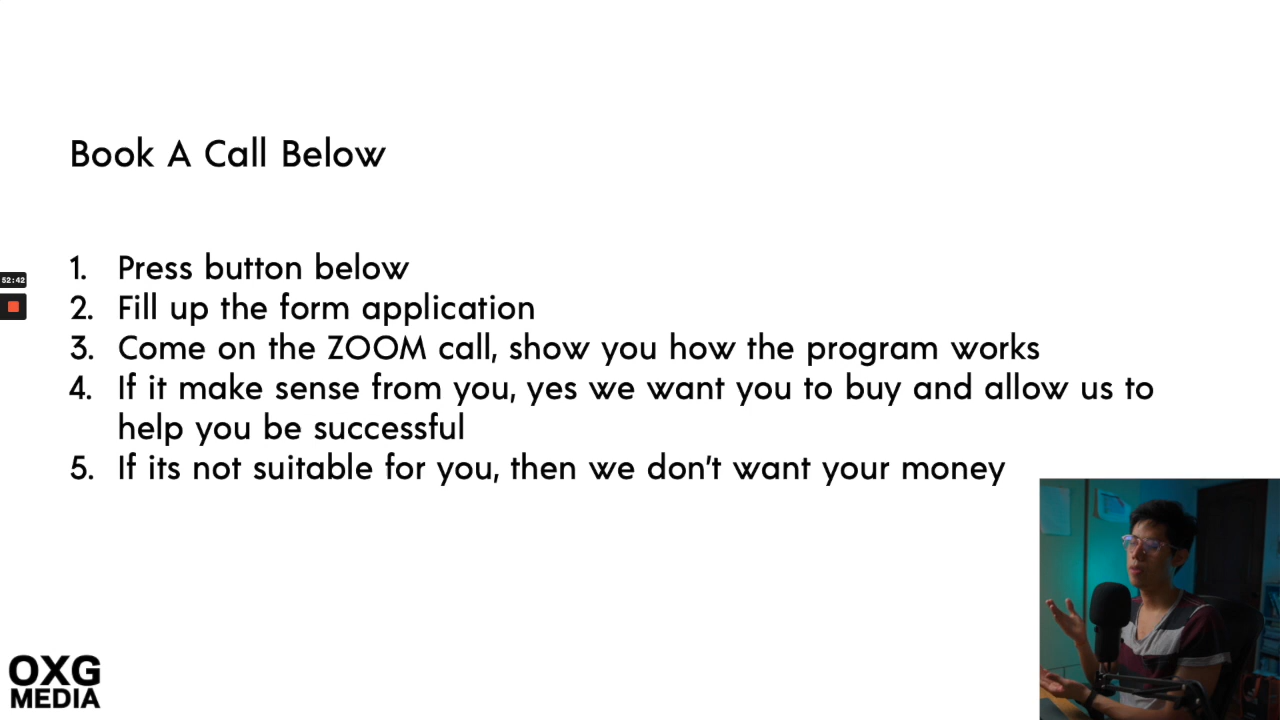 Book A Call Below
1. Press button below
2. Fill up the form application
3. Come on the ZOOM call, show you how the program works
4. If it make sense from you, yes we want you to buy and allow us to
help you be successful
5. If its not suitable for you, then we don’t want your money
52:42
OXG
MEDIA